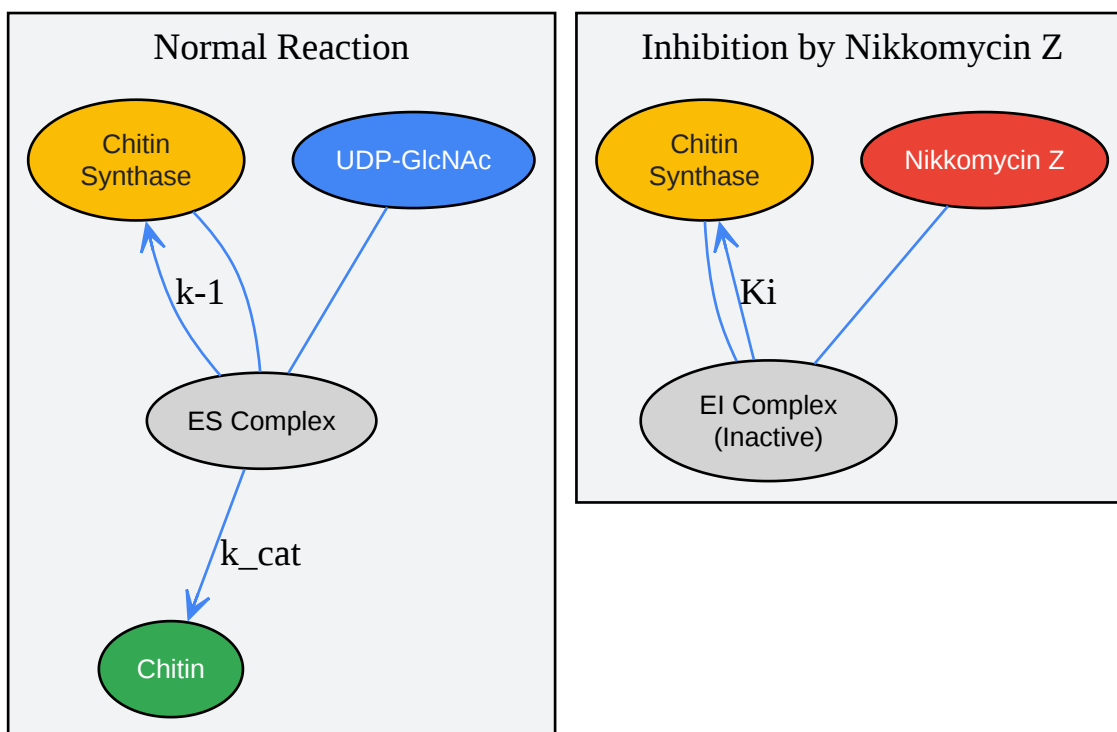 Normal Reaction
Chitin
Synthase
UDP-GlcNAc
k-1
ES Complex
k_cat
Chitin
Inhibition by Nikkomycin Z
Chitin
Synthase
Nikkomycin Z
Ki
EI Complex
(Inactive)